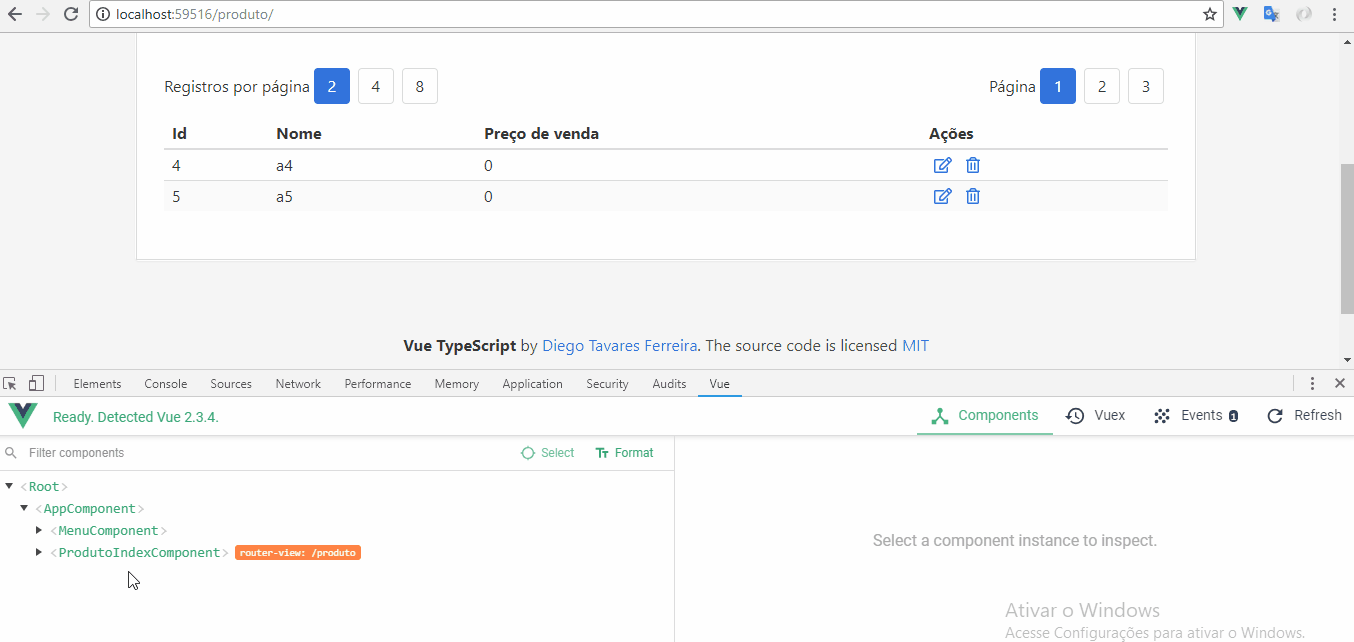 localhost:59516/produto/
Registros por página 2 4 8 Página 1 2 3
Id Nome Preço de venda Ações
4 a4 0
5 a5 0
Vue TypeScript by Diego Tavares Ferreira. The source code is licensed MIT
Elements Console Sources Network Performance Memory Application Security Audits Vue
Ready. Detected Vue 2.3.4. Components Vuex Events 1 Refresh
Filter components Select Format
<Root>
<AppComponent>
<MenuComponent>
<ProdutoIndexComponent> router-view: /produto
Select a component instance to inspect.
Ativar o Windows
Acesse Configurações para ativar o Windows.